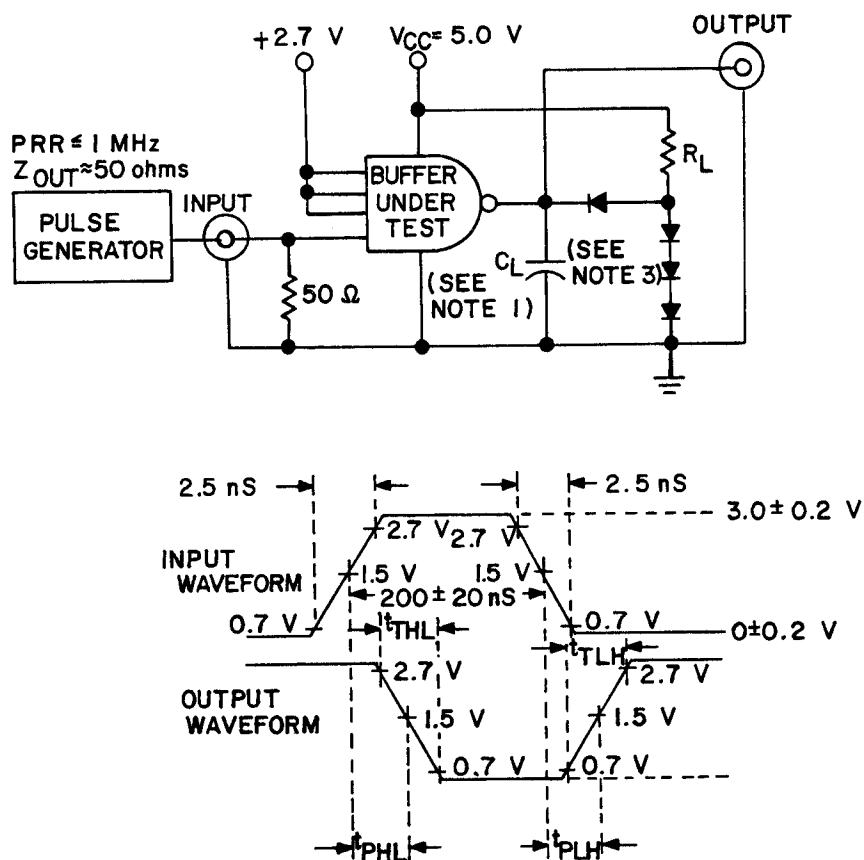 +2.7 V
VCC= 5.0 V
OUTPUT
PRR ≤ 1 MHz
ZOUT≈50 ohms
PULSE
GENERATOR
INPUT
BUFFER
UNDER
TEST
RL
50 Ω
(SEE
NOTE 1)
CL
(SEE
NOTE 3)
2.5 nS
2.5 nS
3.0 ± 0.2 V
2.7 V
2.7 V
INPUT
WAVEFORM
1.5 V
1.5 V
200 ± 20 nS
0.7 V
0.7 V
0±0.2 V
tTHL
tTLH
2.7 V
2.7 V
OUTPUT
WAVEFORM
1.5 V
1.5 V
0.7 V
0.7 V
tPHL
tPLH